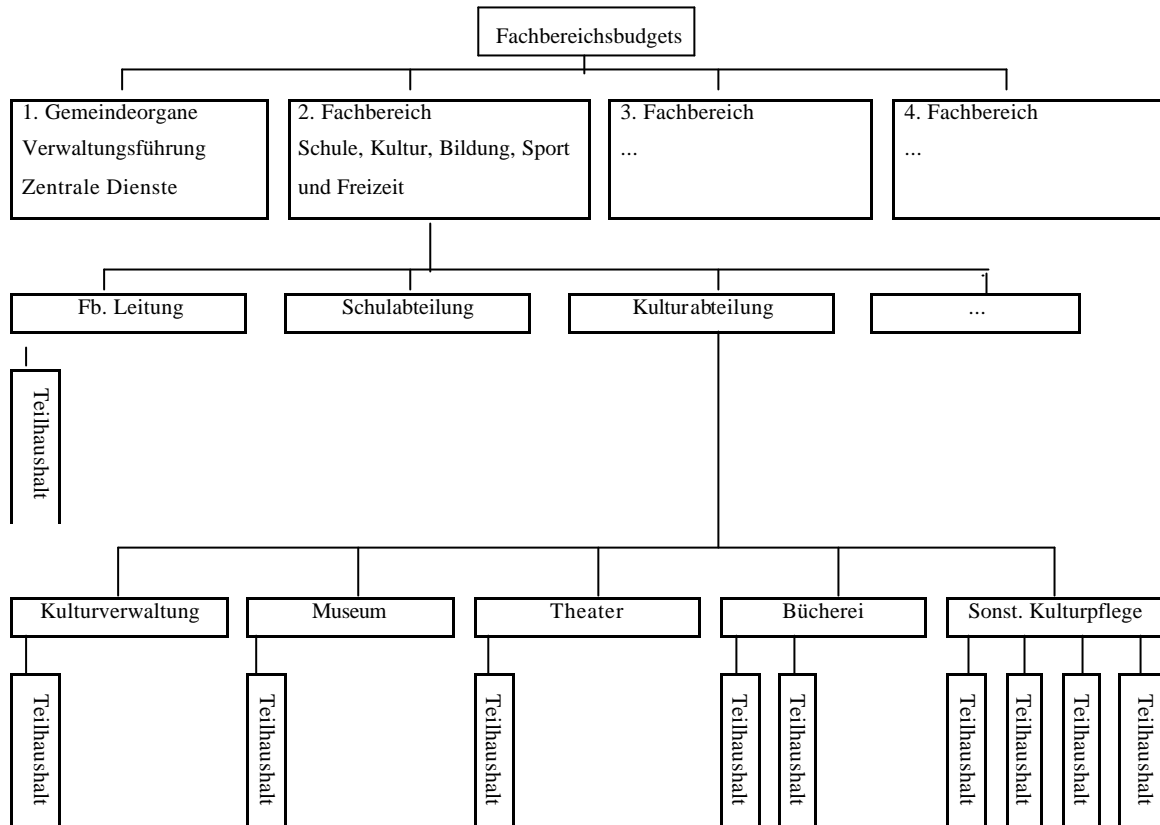 Fachbereichsbudgets
1. Gemeindeorgane
Verwaltungsführung
Zentrale Dienste
2. Fachbereich
Schule, Kultur, Bildung, Sport
und Freizeit
3. Fachbereich
...
4. Fachbereich
...
Fb. Leitung
Schulabteilung
Kulturabteilung
...
Teilhaushalt
Kulturverwaltung
Museum
Theater
Bücherei
Sonst. Kulturpflege
Teilhaushalt
Teilhaushalt
Teilhaushalt
Teilhaushalt
Teilhaushalt
Teilhaushalt
Teilhaushalt
Teilhaushalt
Teilhaushalt